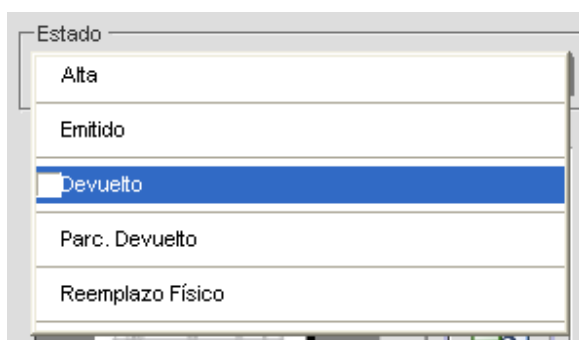 Estado
Alta
Emitido
Devuelto
Parc. Devuelto
Reemplazo Físico